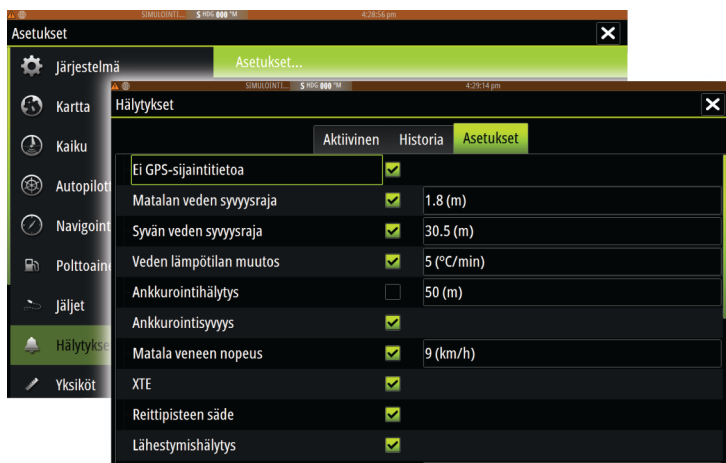 SIMULOINTI... S HDG 000 °M 4:28:56 pm
Asetukset
Järjestelmä
Asetukset...
Kartta
Kaiku
Autopilott
Navigoint
Polttoaine
Jäljet
Hälytykse
Yksiköt
SIMULOINTI... S HDG 000 °M 4:29:14 pm
Hälytykset
Aktiivinen Historia Asetukset
Ei GPS-sijaintitietoa
Matalan veden syvyysraja 1.8 (m)
Syvän veden syvyysraja 30.5 (m)
Veden lämpötilan muutos 5 (°C/min)
Ankkurointihälytys 50 (m)
Ankkurointisyvyys
Matala veneen nopeus 9 (km/h)
XTE
Reittipisteen säde
Lähestymishälytys